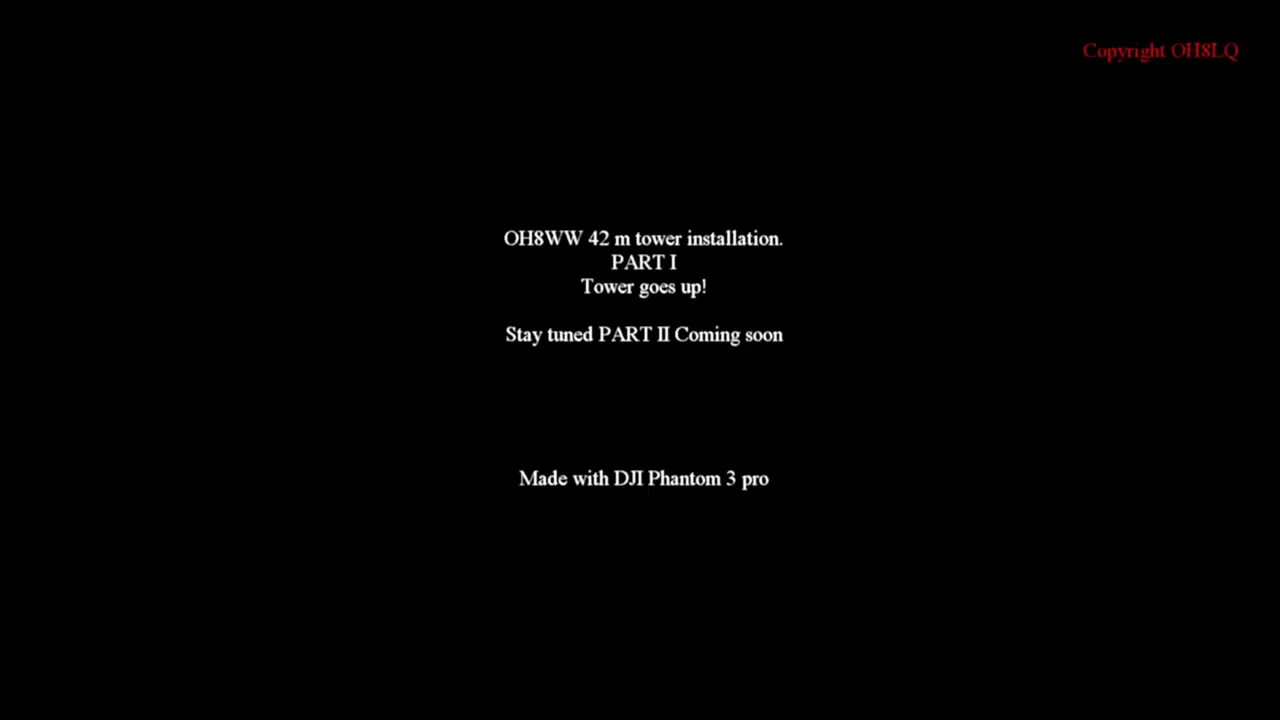 Copyright OH8LQ
OH8WW 42 m tower installation.
PART I
Tower goes up!
Stay tuned PART II Coming soon
Made with DJI Phantom 3 pro